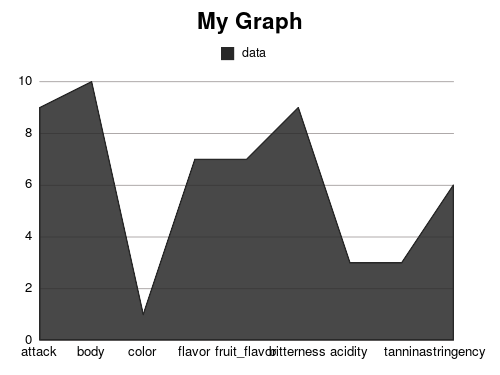 My Graph
data
10
8
6
4
2
0
attack body color flavor fruit_flavor bitterness acidity tannin astringency